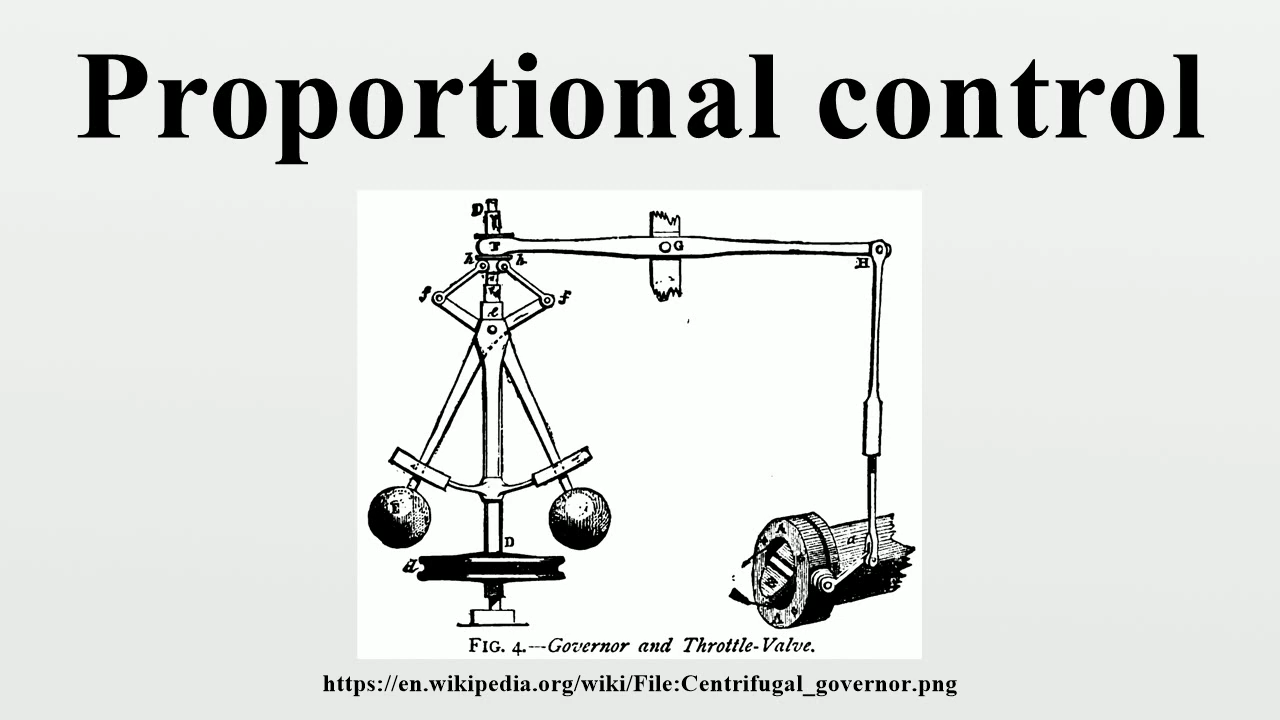 Proportional control
D
F
G
h
h
H
f
f
e
E
D
d
a
A
FIG. 4.--Governor and Throttle-Valve.
https://en.wikipedia.org/wiki/File:Centrifugal_governor.png